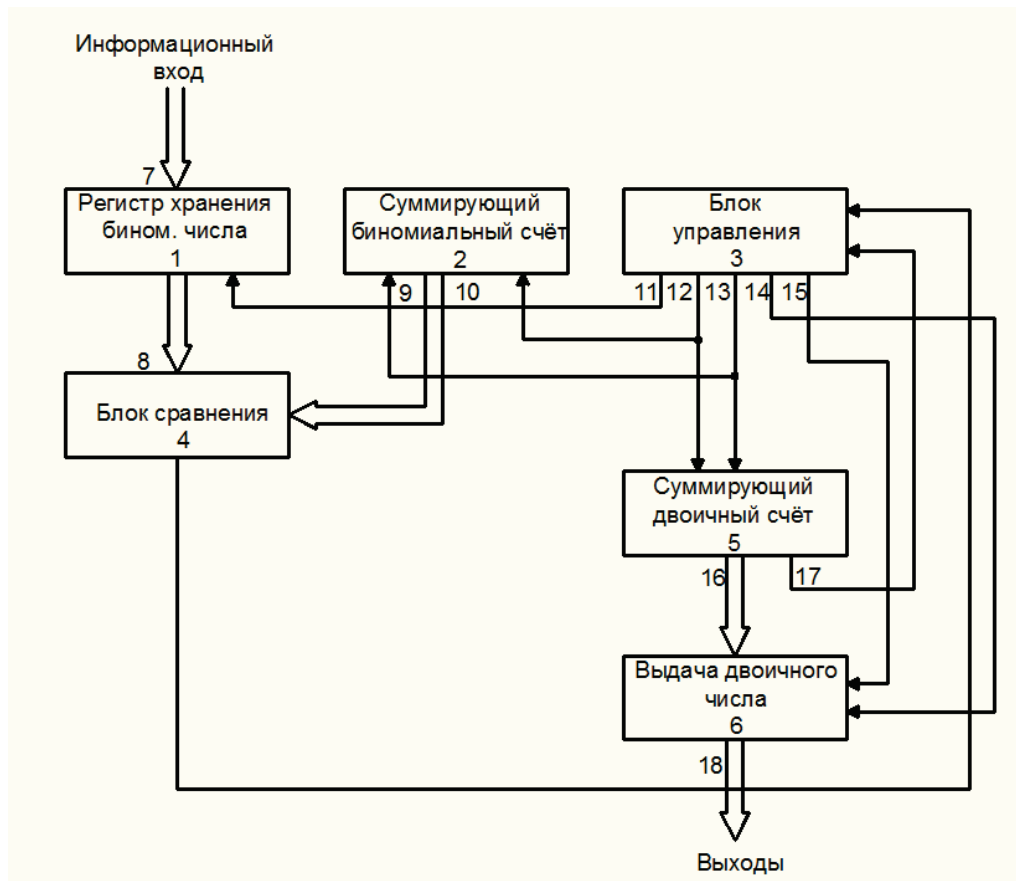 Информационный
вход
7
Регистр хранения
бином. числа
1
Суммирующий
биномиальный счёт
2
Блок
управления
3
9
10
11
12
13
14
15
8
Блок сравнения
4
Суммирующий
двоичный счёт
5
16
17
Выдача двоичного
числа
6
18
Выходы